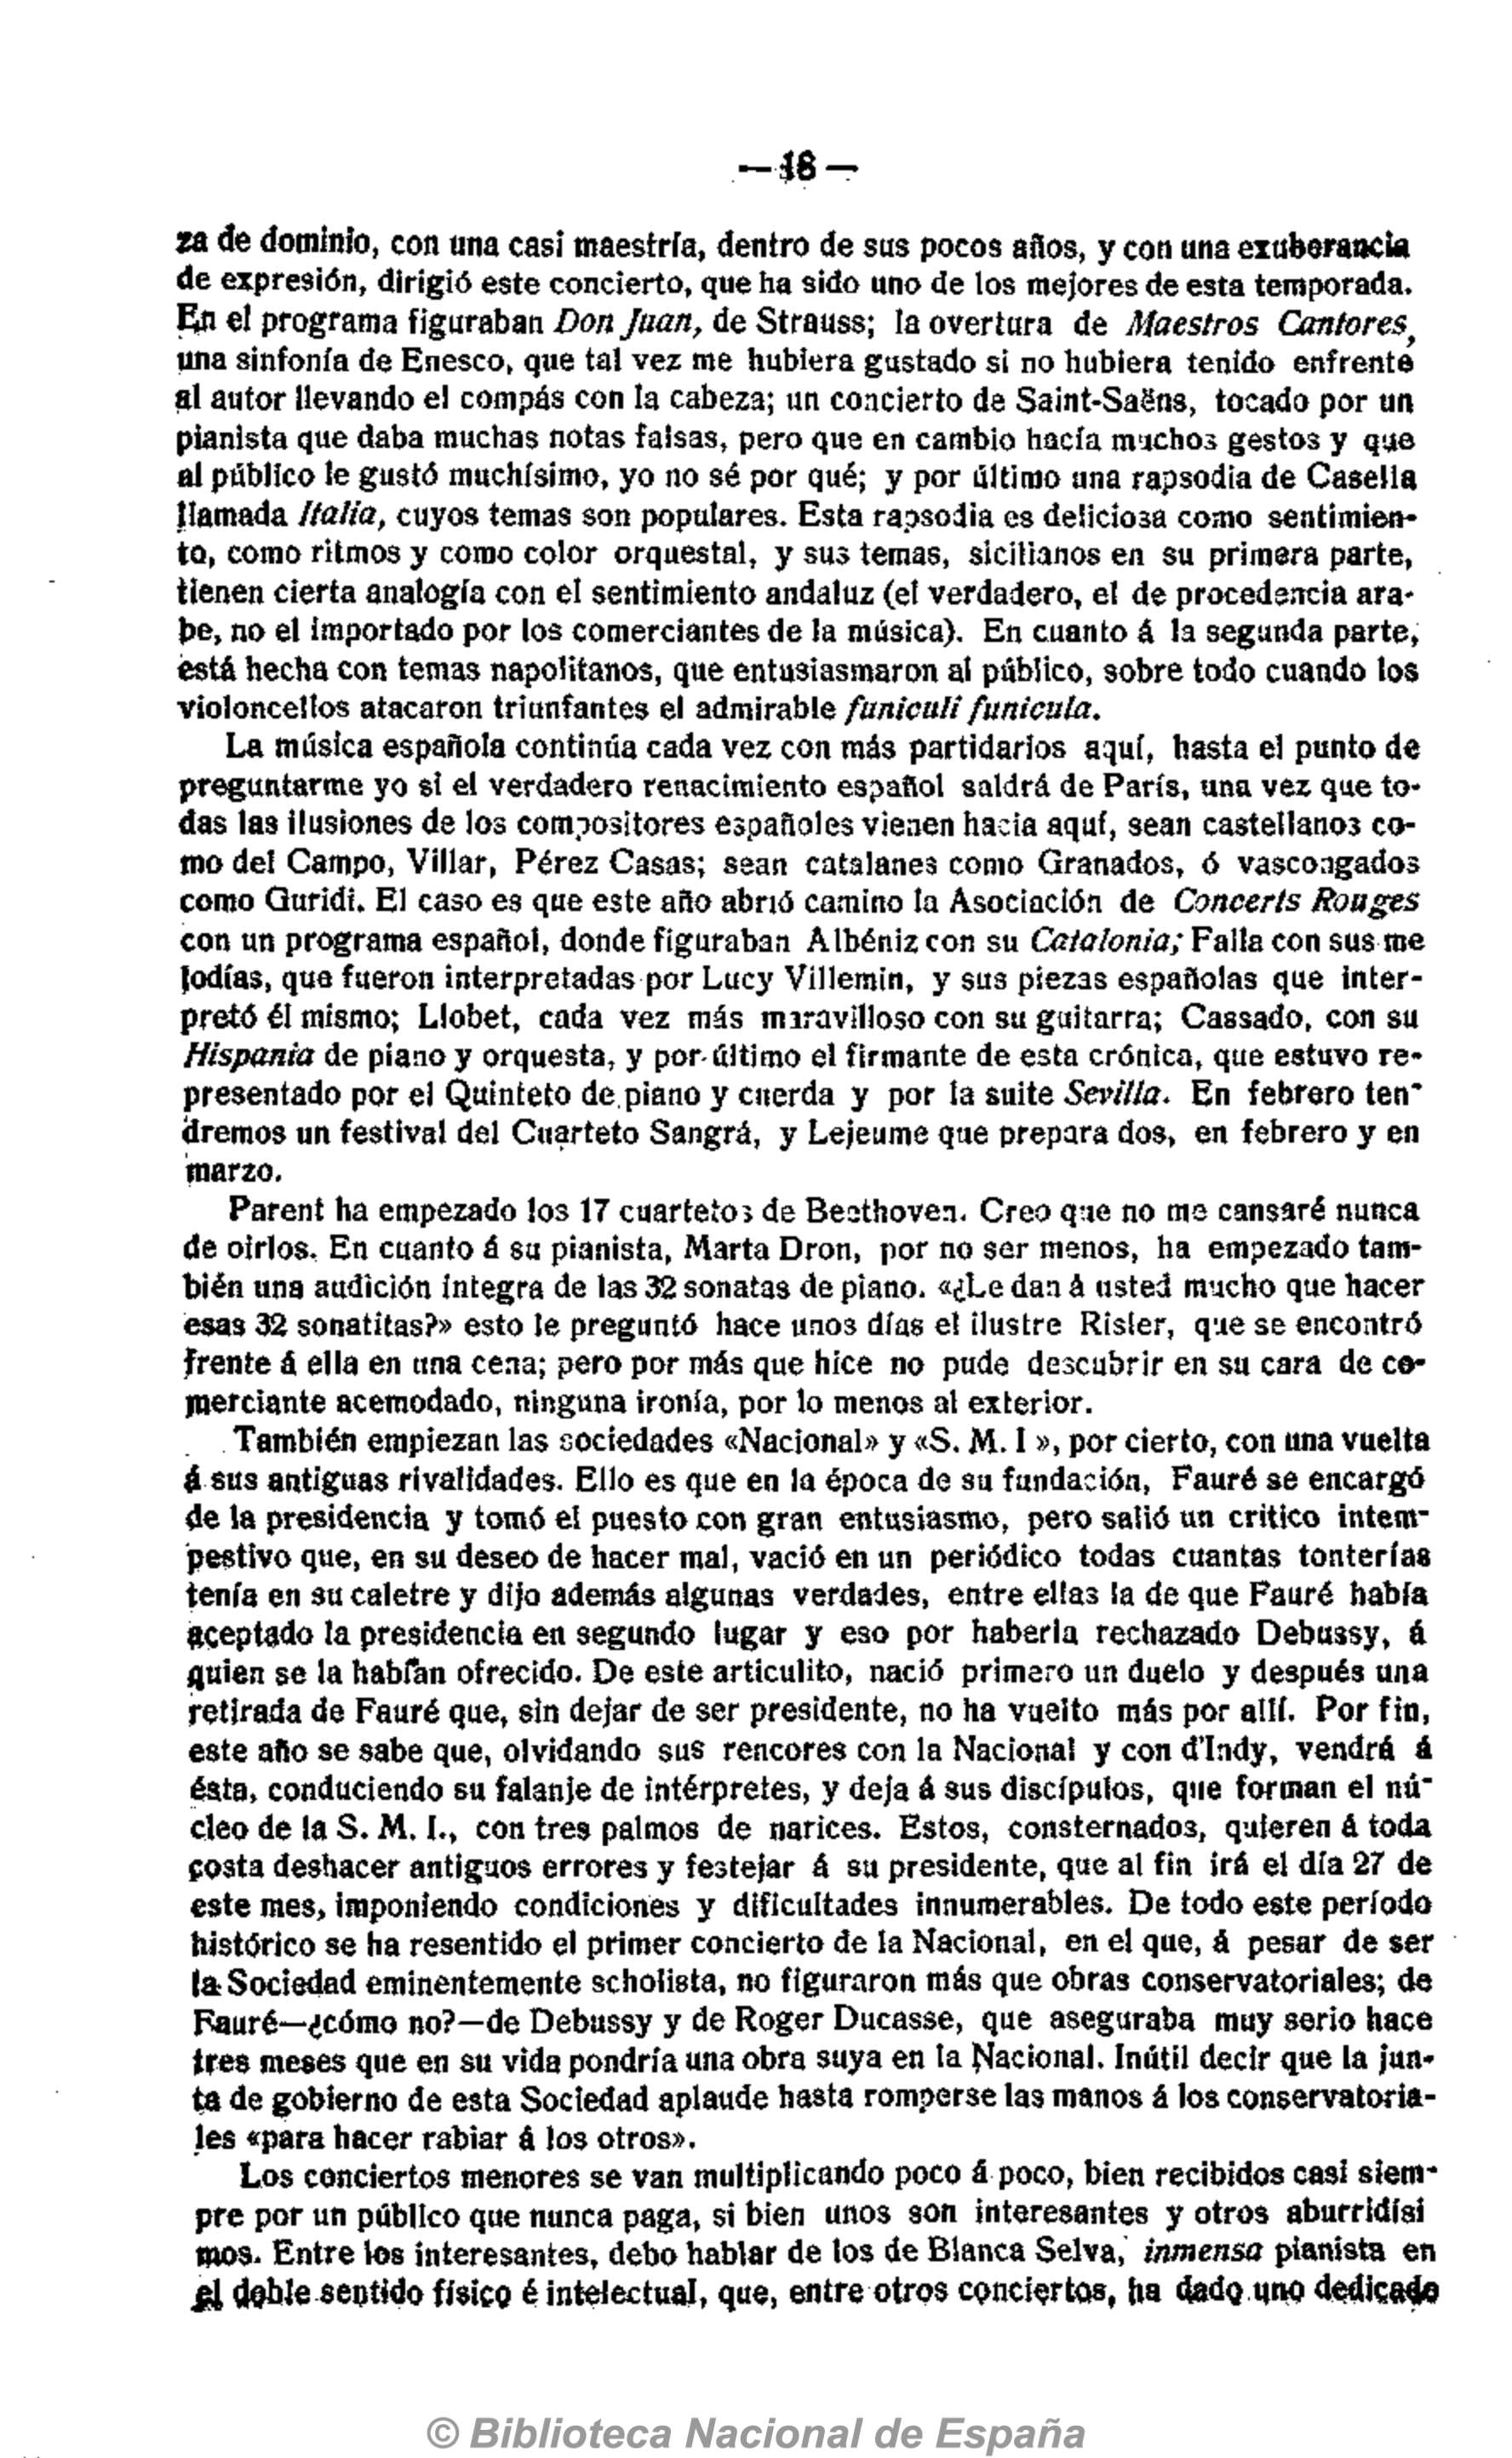 — 18 —
za de dominio, con una casi maestría, dentro de sus pocos años, y con una exuberancia
de expresión, dirigió este concierto, que ha sido uno de los mejores de esta temporada.
En el programa figuraban Don Juan, de Strauss; la overtura de Maestros Cantores,
una sinfonía de Enesco, que tal vez me hubiera gustado si no hubiera tenido enfrente
al autor llevando el compás con la cabeza; un concierto de Saint-Saëns, tocado por un
pianista que daba muchas notas falsas, pero que en cambio hacía muchos gestos y que
al público le gustó muchísimo, yo no sé por qué; y por último una rapsodia de Casella
llamada Italia, cuyos temas son populares. Esta rapsodia es deliciosa como sentimien-
to, como ritmos y como color orquestal, y sus temas, sicilianos en su primera parte,
tienen cierta analogía con el sentimiento andaluz (el verdadero, el de procedencia ara-
be, no el importado por los comerciantes de la música). En cuanto á la segunda parte,
está hecha con temas napolitanos, que entusiasmaron al público, sobre todo cuando los
violoncellos atacaron triunfantes el admirable funiculi funicula.
La música española continúa cada vez con más partidarios aquí, hasta el punto de
preguntarme yo si el verdadero renacimiento español saldrá de París, una vez que to-
das las ilusiones de los compositores españoles vienen hacia aquí, sean castellanos co-
mo del Campo, Villar, Pérez Casas; sean catalanes como Granados, ó vascongados
como Guridi. El caso es que este año abrió camino la Asociación de Concerts Rouges
con un programa español, donde figuraban Albéniz con su Catalonia; Falla con sus me
lodías, que fueron interpretadas por Lucy Villemin, y sus piezas españolas que inter-
pretó él mismo; Llobet, cada vez más maravilloso con su guitarra; Cassado, con su
Hispania de piano y orquesta, y por último el firmante de esta crónica, que estuvo re-
presentado por el Quinteto de piano y cuerda y por la suite Sevilla. En febrero ten-
dremos un festival del Cuarteto Sangrá, y Lejeume que prepara dos, en febrero y en
marzo.
Parent ha empezado los 17 cuartetos de Beethoven. Creo que no me cansaré nunca
de oirlos. En cuanto á su pianista, Marta Dron, por no ser menos, ha empezado tam-
bién una audición íntegra de las 32 sonatas de piano. «¿Le dan á usted mucho que hacer
esas 32 sonatitas?» esto le preguntó hace unos días el ilustre Risler, que se encontró
frente á ella en una cena; pero por más que hice no pude descubrir en su cara de co-
merciante acemodado, ninguna ironía, por lo menos al exterior.
También empiezan las sociedades «Nacional» y «S. M. I », por cierto, con una vuelta
á sus antiguas rivalidades. Ello es que en la época de su fundación, Fauré se encargó
de la presidencia y tomó el puesto con gran entusiasmo, pero salió un critico intem-
pestivo que, en su deseo de hacer mal, vació en un periódico todas cuantas tonterías
tenía en su caletre y dijo además algunas verdades, entre ellas la de que Fauré había
aceptado la presidencia en segundo lugar y eso por haberla rechazado Debussy, á
quien se la habían ofrecido. De este articulito, nació primero un duelo y después una
retirada de Fauré que, sin dejar de ser presidente, no ha vuelto más por allí. Por fin,
este año se sabe que, olvidando sus rencores con la Nacional y con d'Indy, vendrá á
ésta, conduciendo su falanje de intérpretes, y deja á sus discípulos, que forman el nú-
cleo de la S. M. I., con tres palmos de narices. Estos, consternados, quieren á toda
costa deshacer antiguos errores y festejar á su presidente, que al fin irá el día 27 de
este mes, imponiendo condiciones y dificultades innumerables. De todo este período
histórico se ha resentido el primer concierto de la Nacional, en el que, á pesar de ser
la Sociedad eminentemente scholista, no figuraron más que obras conservatoriales; de
Fauré—¿cómo no?—de Debussy y de Roger Ducasse, que aseguraba muy serio hace
tres meses que en su vida pondría una obra suya en la Nacional. Inútil decir que la jun-
ta de gobierno de esta Sociedad aplaude hasta romperse las manos á los conservatoria-
les «para hacer rabiar á los otros».
Los conciertos menores se van multiplicando poco á poco, bien recibidos casi siem-
pre por un público que nunca paga, si bien unos son interesantes y otros aburridísi
mos. Entre los interesantes, debo hablar de los de Blanca Selva, inmensa pianista en
el doble sentido físico é intelectual, que, entre otros conciertos, ha dado uno dedicado
© Biblioteca Nacional de España